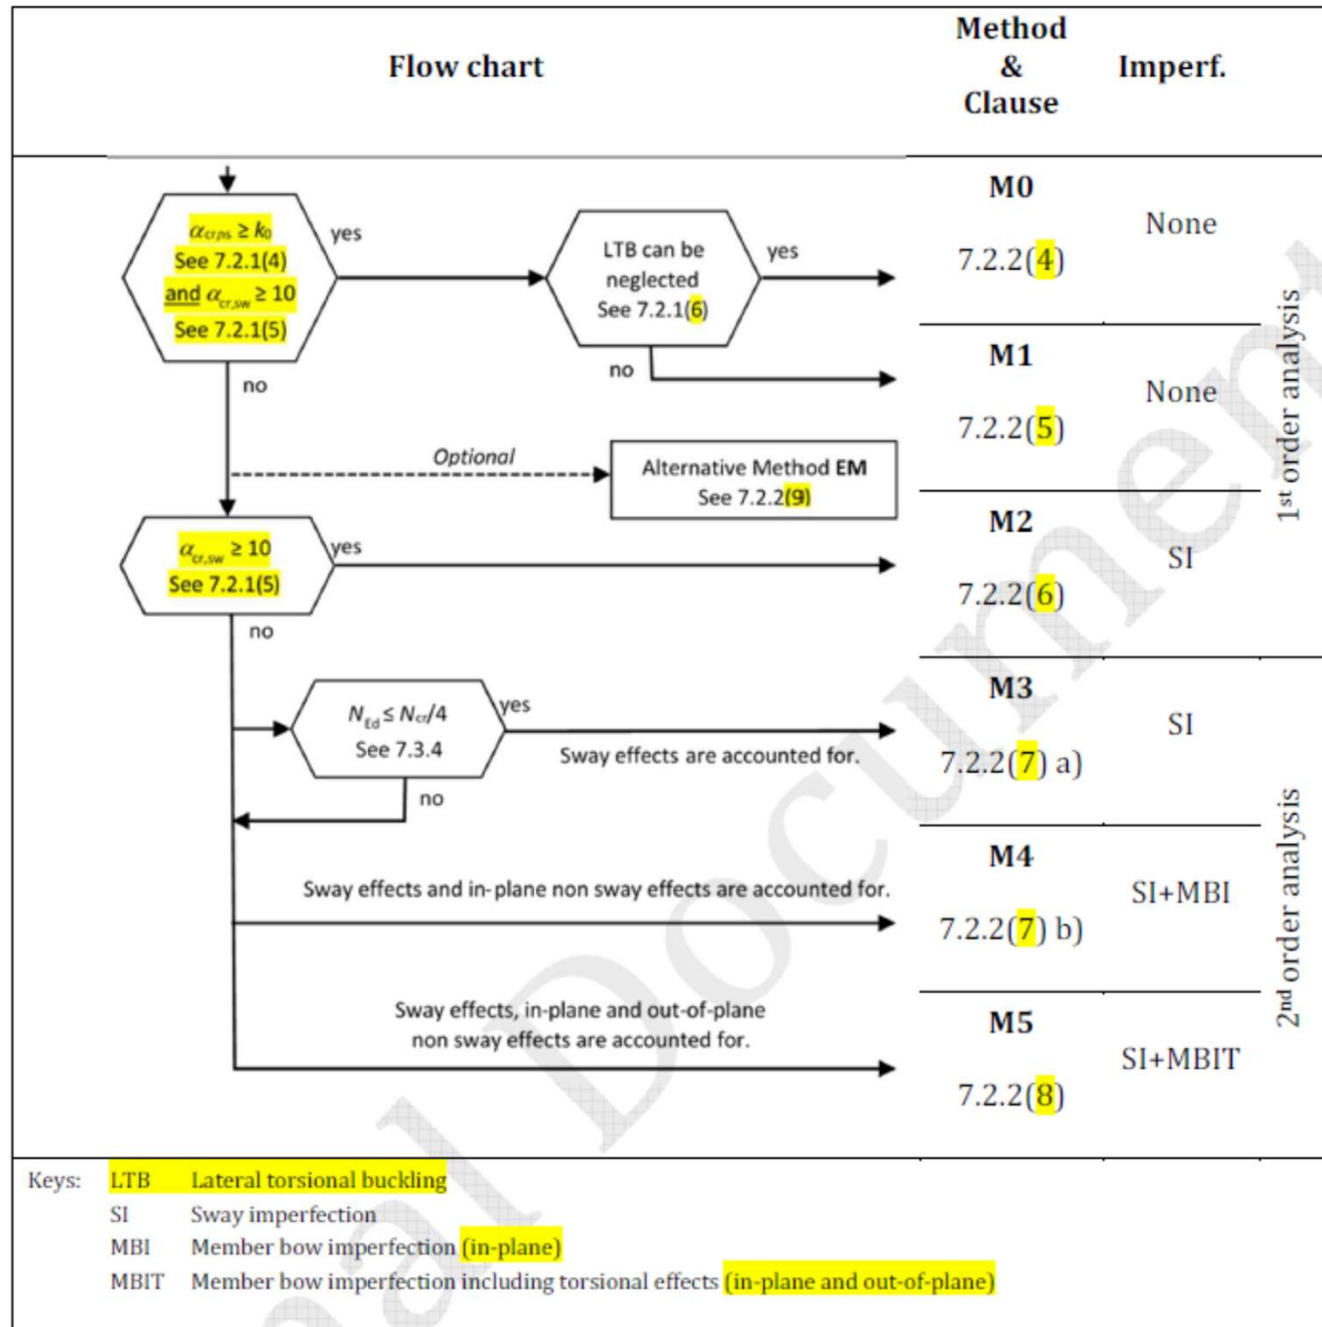 Flow chart
Method
&
Clause
Imperf.
α cr,ns ≥ k0
See 7.2.1(4)
and α cr,sw ≥ 10
See 7.2.1(5)
yes
no
LTB can be
neglected
See 7.2.1(6)
yes
no
M0
7.2.2(4)
None
M1
7.2.2(5)
None
1st order analysis
Optional
Alternative Method EM
See 7.2.2(9)
α cr,sw ≥ 10
See 7.2.1(5)
yes
no
M2
7.2.2(6)
SI
N Ed ≤ N cr/4
See 7.3.4
yes
no
Sway effects are accounted for.
M3
7.2.2(7) a)
SI
Sway effects and in-plane non sway effects are accounted for.
M4
7.2.2(7) b)
SI+MBI
2nd order analysis
Sway effects, in-plane and out-of-plane
non sway effects are accounted for.
M5
7.2.2(8)
SI+MBIT
Keys: LTB Lateral torsional buckling
SI Sway imperfection
MBI Member bow imperfection (in-plane)
MBIT Member bow imperfection including torsional effects (in-plane and out-of-plane)